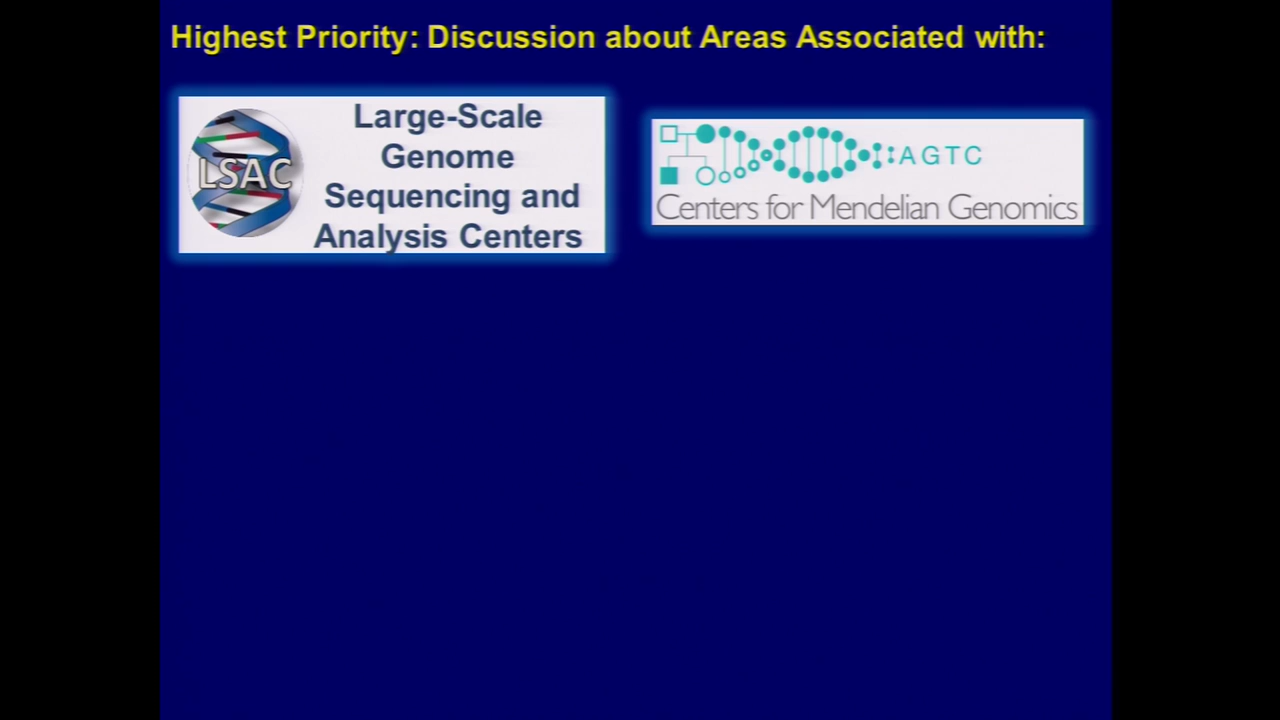 Highest Priority: Discussion about Areas Associated with:
LSAC
Large-Scale
Genome
Sequencing and
Analysis Centers
AGTC
Centers for Mendelian Genomics